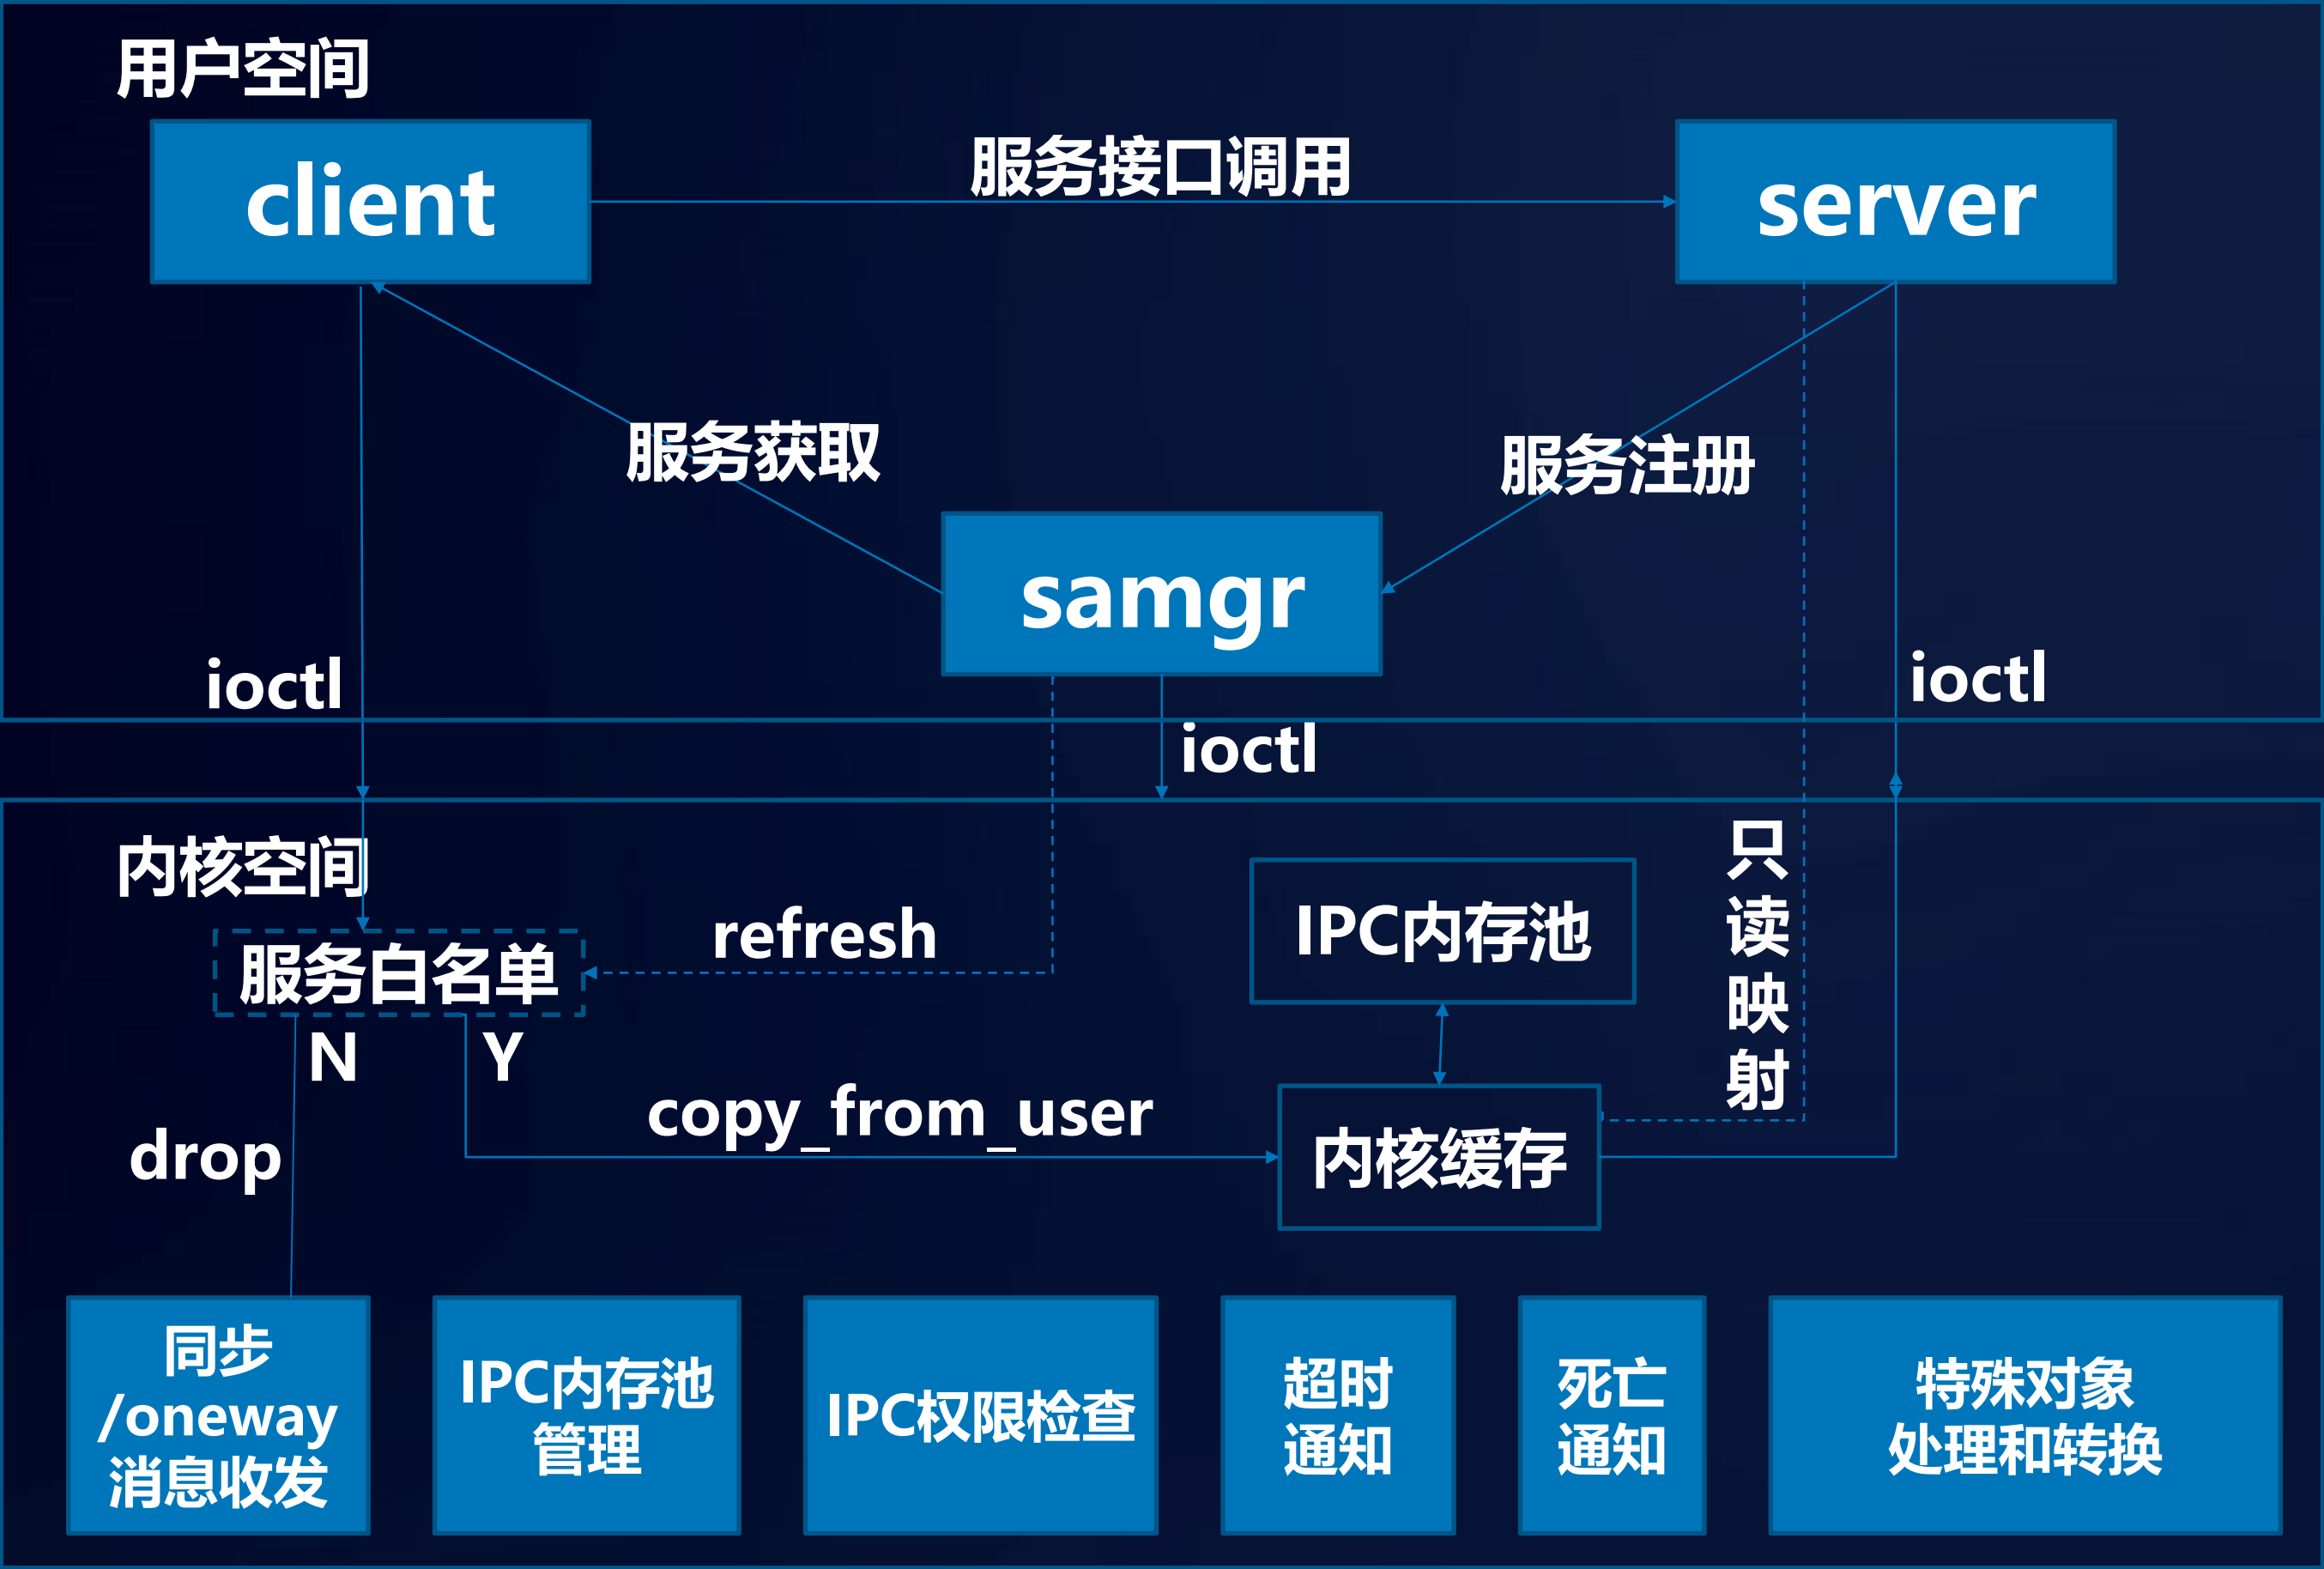 用户空间
client
服务接口调用
server
服务获取
服务注册
samgr
ioctl
ioctl
ioctl
内核空间
服务白名单
refresh
IPC内存池
只
读
映
射
N
Y
drop
copy_from_user
内核缓存
同步
/oneway
消息收发
IPC内存池
管理
IPC权限检查
超时
通知
死亡
通知
特殊对象
处理和转换